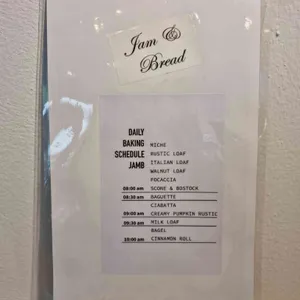 Jam &
Bread
DAILY
BAKING
SCHEDULE
JAMB
MICHE
RUSTIC LOAF
ITALIAN LOAF
WALNUT LOAF
FOCACCIA
08:00 am SCONE & BOSTOCK
08:30 am BAGUETTE
CIABATTA
09:00 am CREAMY PUMPKIN RUSTIC
09:30 am MILK LOAF
BAGEL
10:00 am CINNAMON ROLL